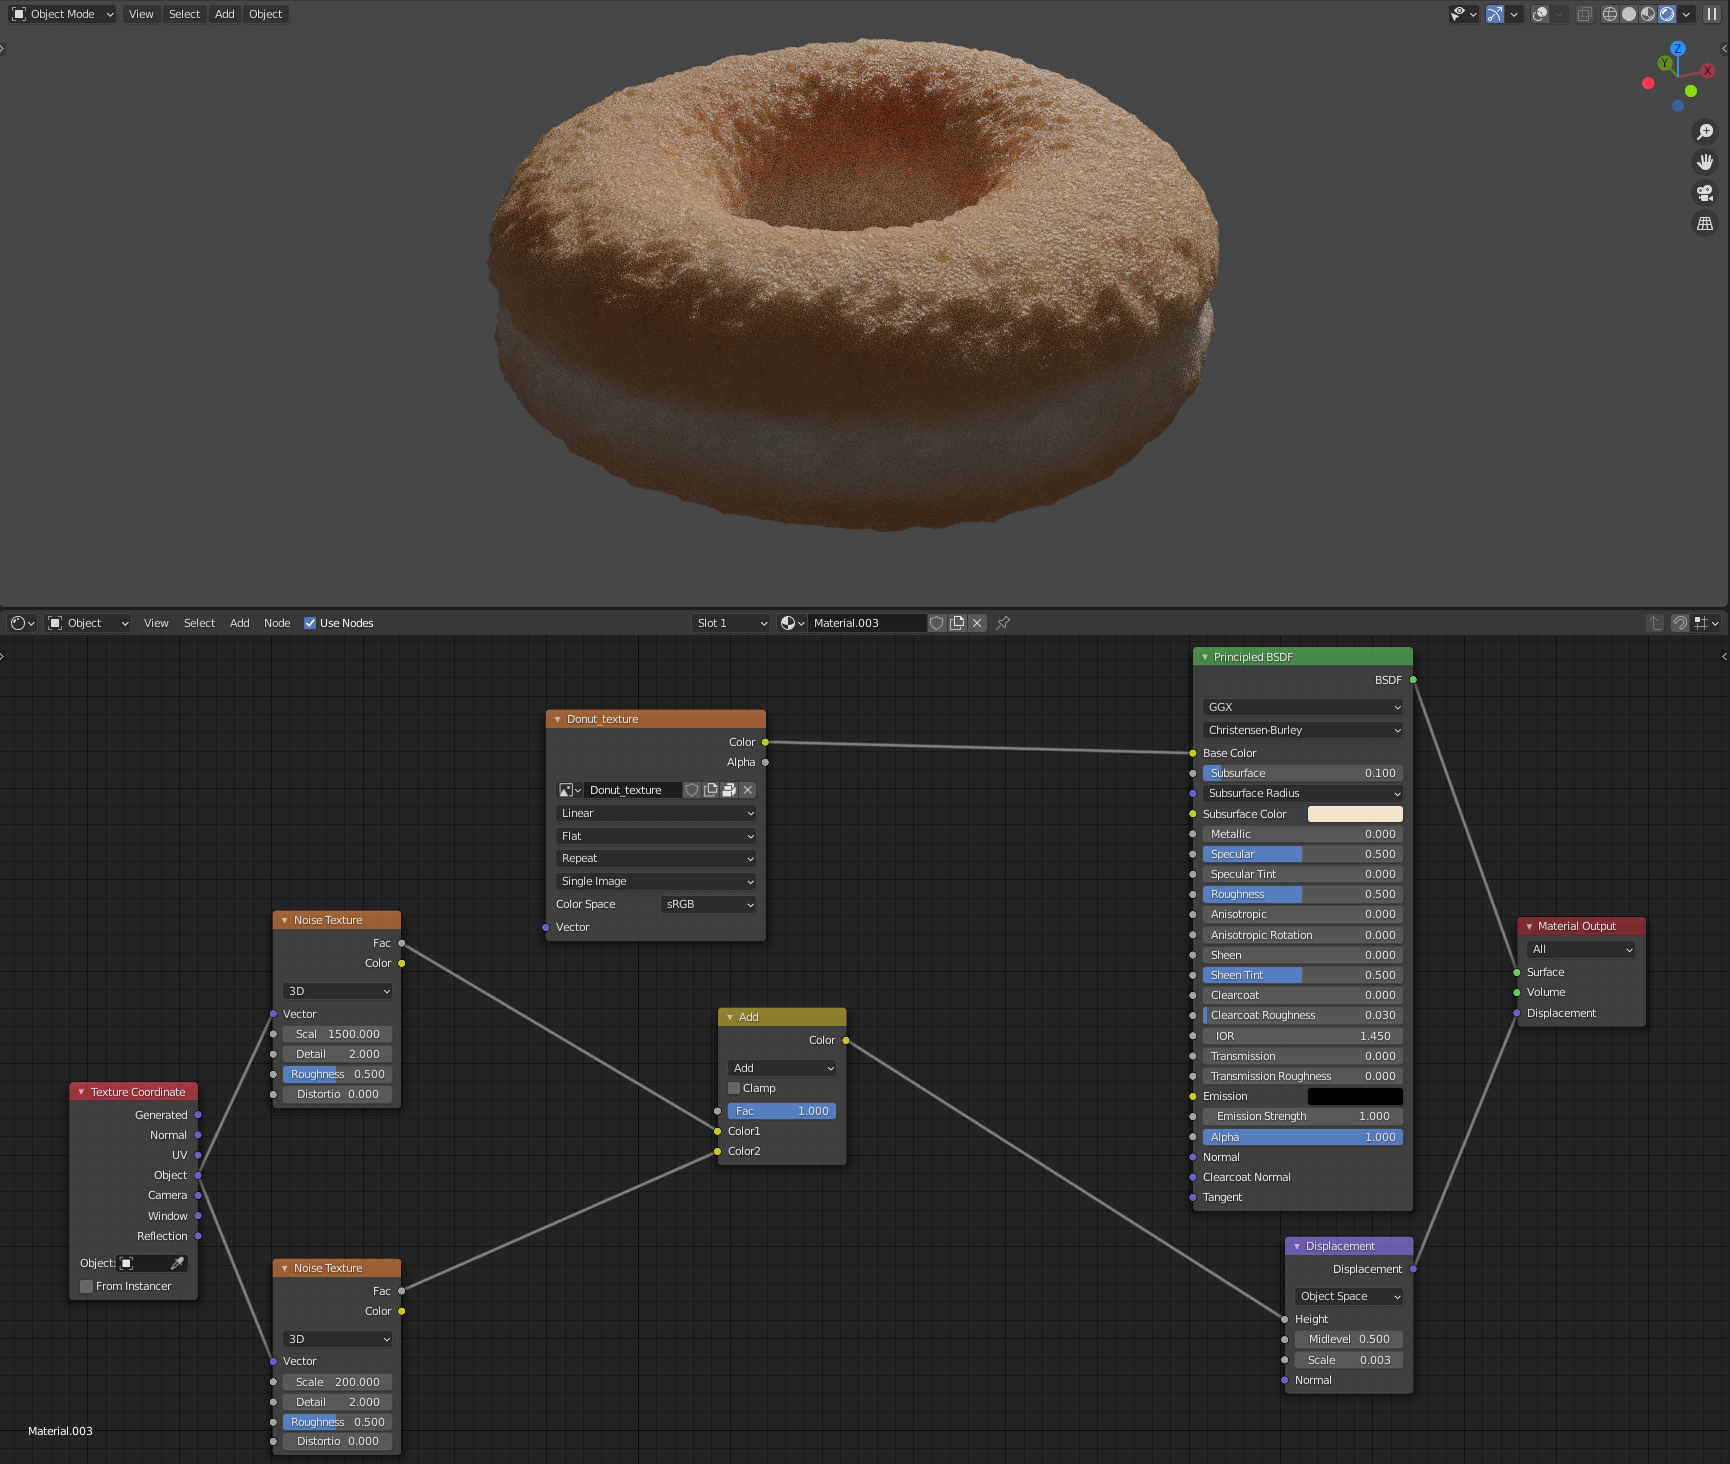 Object Mode View Select Add Object
Z
Y
X
Object View Select Add Node Use Nodes Slot 1 Material.003
Principled BSDF
BSDF
GGX
Christensen-Burley
Base Color
Subsurface 0.100
Subsurface Radius
Subsurface Color
Metallic 0.000
Specular 0.500
Specular Tint 0.000
Roughness 0.500
Anisotropic 0.000
Anisotropic Rotation 0.000
Sheen 0.000
Sheen Tint 0.500
Clearcoat 0.000
Clearcoat Roughness 0.030
IOR 1.450
Transmission 0.000
Transmission Roughness 0.000
Emission
Emission Strength 1.000
Alpha 1.000
Normal
Clearcoat Normal
Tangent
Donut_texture
Color
Alpha
Donut_texture
Linear
Flat
Repeat
Single Image
Color Space sRGB
Vector
Noise Texture
Fac
Color
3D
Vector
Scal 1500.000
Detail 2.000
Roughness 0.500
Distortio 0.000
Material Output
All
Surface
Volume
Displacement
Add
Color
Add
Clamp
Fac 1.000
Color1
Color2
Texture Coordinate
Generated
Normal
UV
Object
Camera
Window
Reflection
Object:
From Instancer
Displacement
Displacement
Object Space
Height
Midlevel 0.500
Scale 0.003
Normal
Noise Texture
Fac
Color
3D
Vector
Scale 200.000
Detail 2.000
Roughness 0.500
Distortio 0.000
Material.003